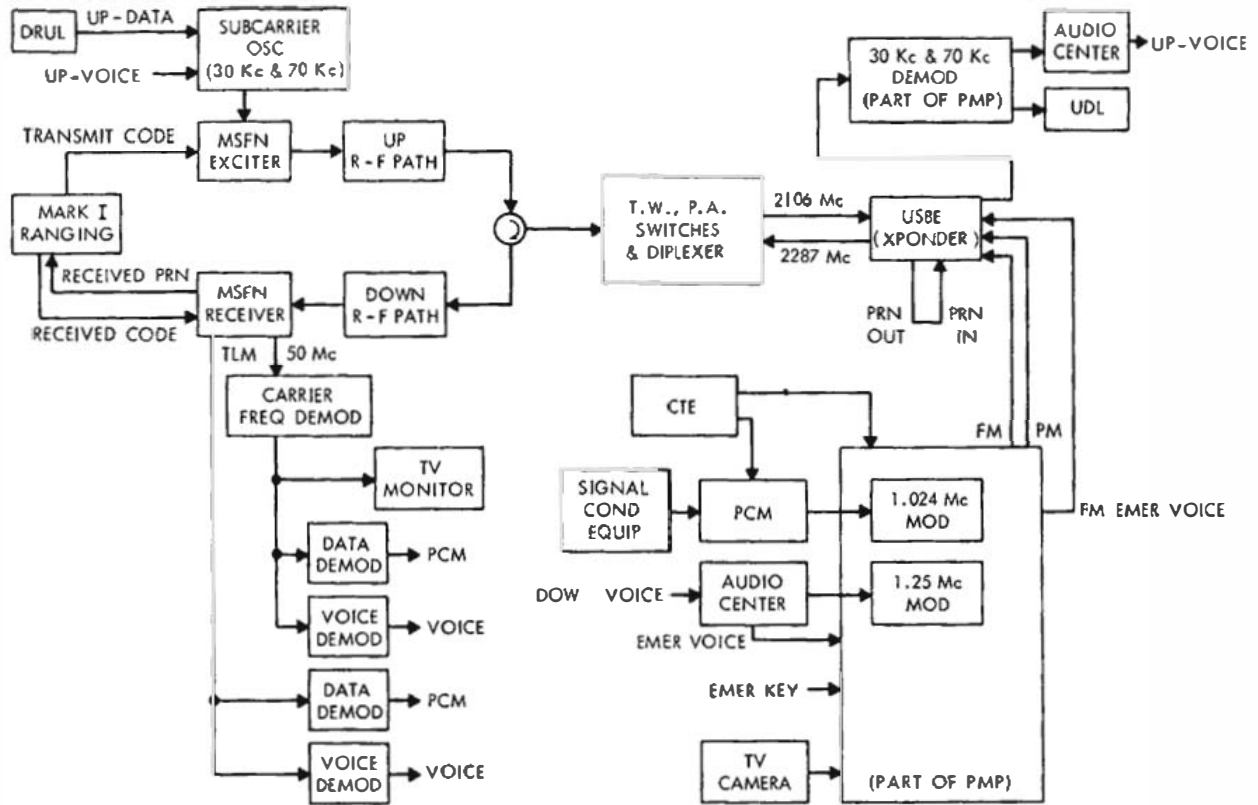 DRUL
UP-DATA
UP-VOICE
SUBCARRIER
OSC
(30 Kc & 70 Kc)
TRANSMIT CODE
MSFN
EXCITER
UP
R-F PATH
MARK I
RANGING
RECEIVED PRN
RECEIVED CODE
MSFN
RECEIVER
DOWN
R-F PATH
TLM
50 Mc
CARRIER
FREQ DEMOD
TV
MONITOR
DATA
DEMOD
PCM
VOICE
DEMOD
VOICE
DATA
DEMOD
PCM
VOICE
DEMOD
VOICE
T.W., P.A.
SWITCHES
& DIPLEXER
2106 Mc
2287 Mc
30 Kc & 70 Kc
DEMOD
(PART OF PMP)
AUDIO
CENTER
UP-VOICE
UDL
USBE
(XPONDER)
PRN
OUT
PRN
IN
CTE
FM
PM
SIGNAL
COND
EQUIP
PCM
1.024 Mc
MOD
FM EMER VOICE
DOW VOICE
AUDIO
CENTER
1.25 Mc
MOD
EMER VOICE
EMER KEY
TV
CAMERA
(PART OF PMP)